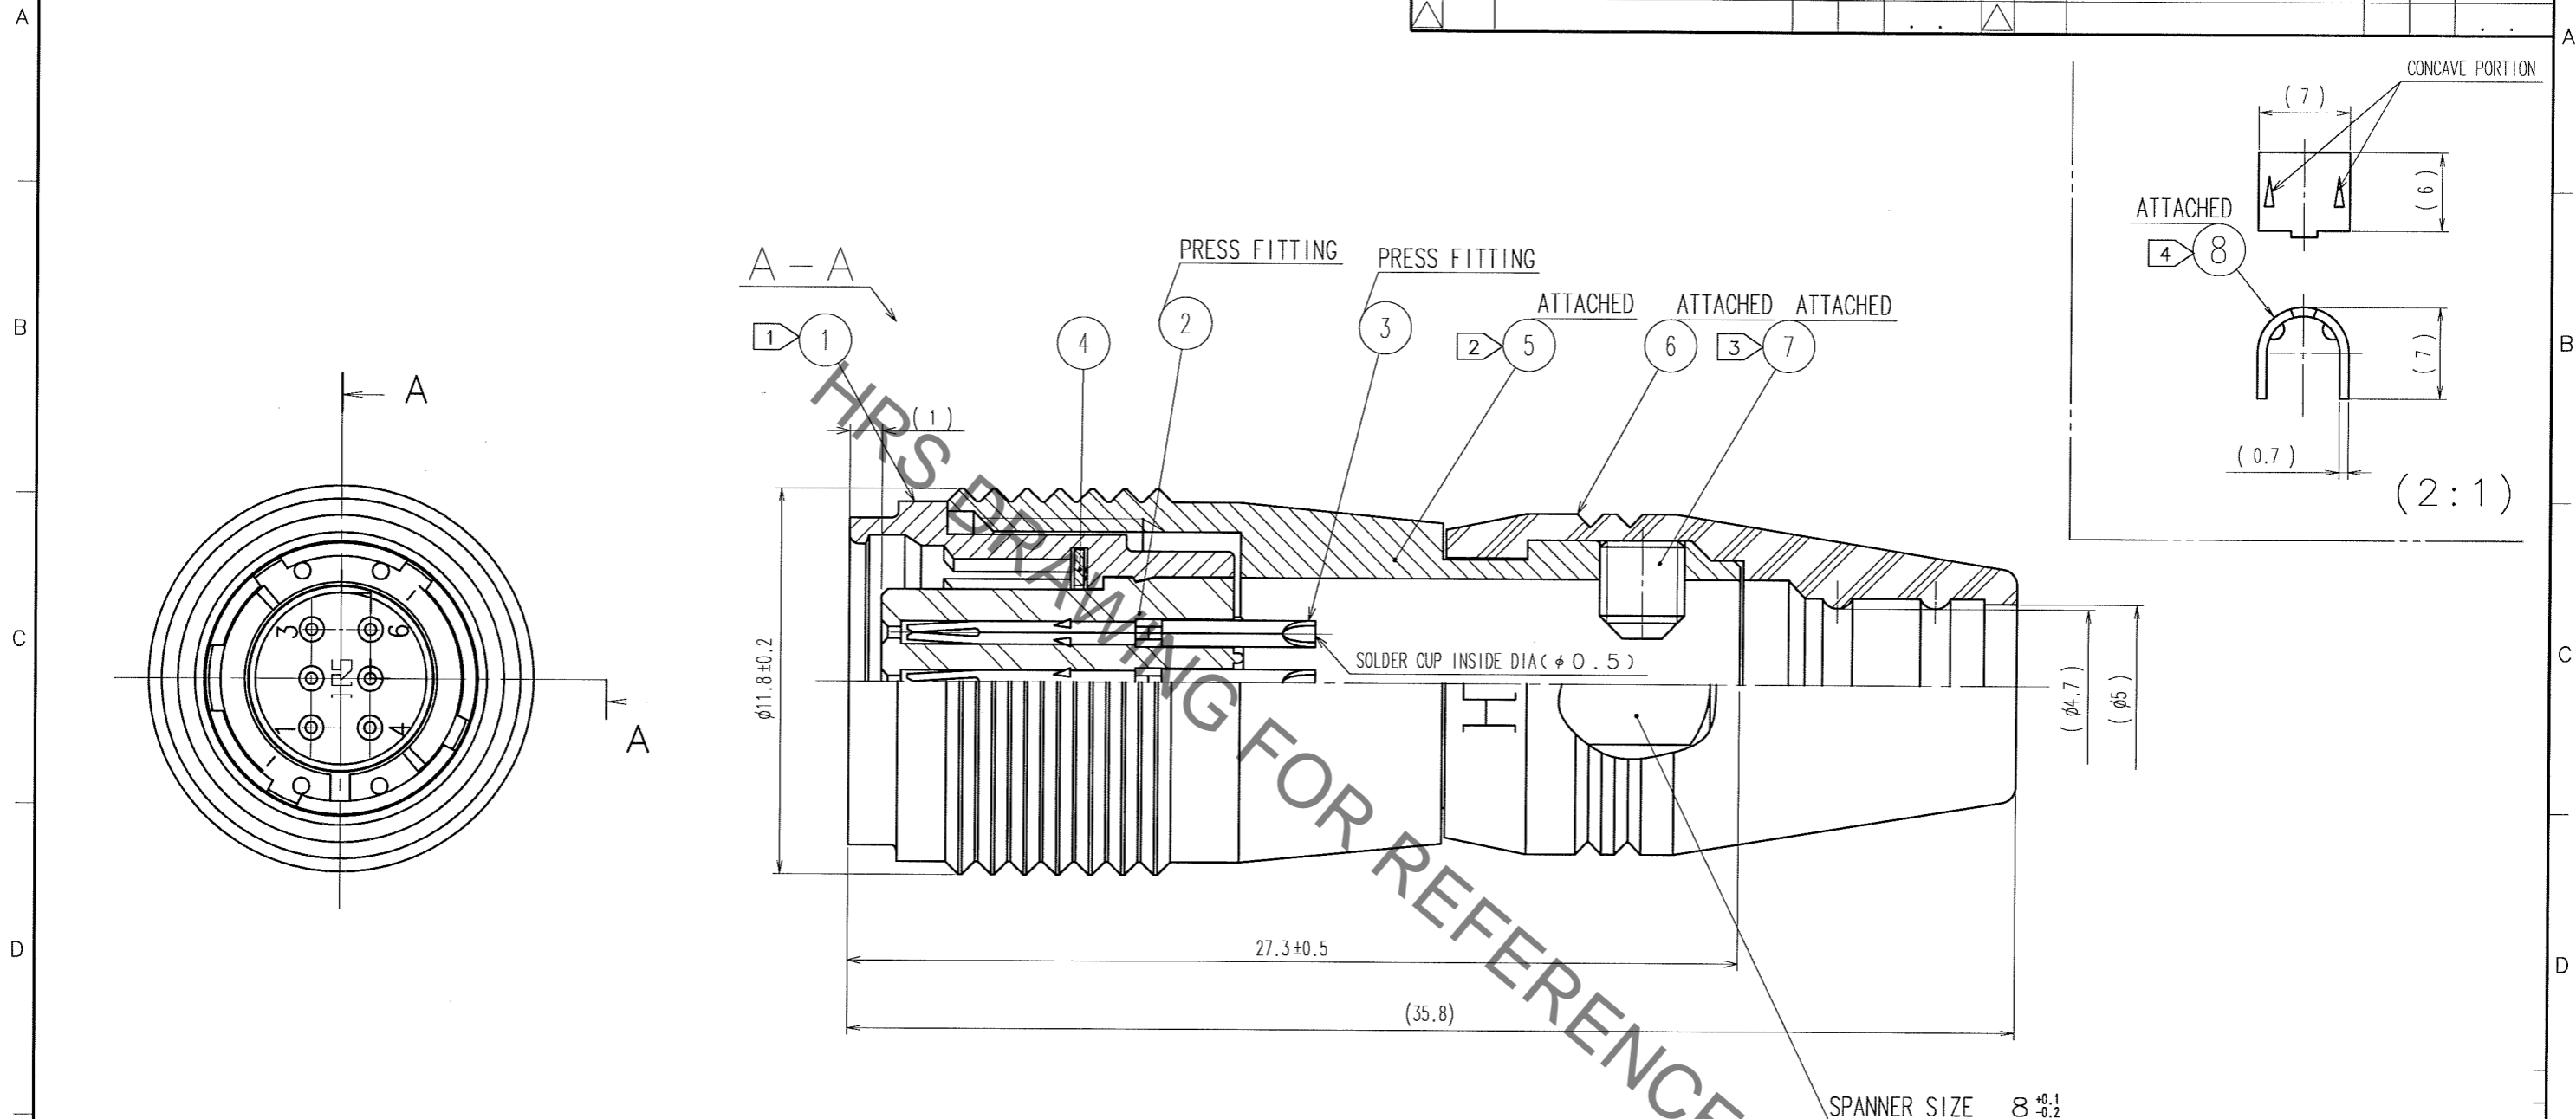 A
A
CONCAVE PORTION
( 7 )
( 6 )
ATTACHED
4 8
( 7 )
( 0.7 )
(2:1)
A - A
PRESS FITTING
PRESS FITTING
ATTACHED
ATTACHED
ATTACHED
1 1
4
2
3
2 5
6
3 7
B
B
( 1 )
A
A
HRS DRAWING FOR REFERENCE
C
C
3
6
1
4
HRS
φ11.8±0.2
SOLDER CUP INSIDE DIA(φ0.5)
H
( φ4.7 )
( φ5 )
27.3±0.5
(35.8)
D
D
SPANNER SIZE 8 +0.1 -0.2